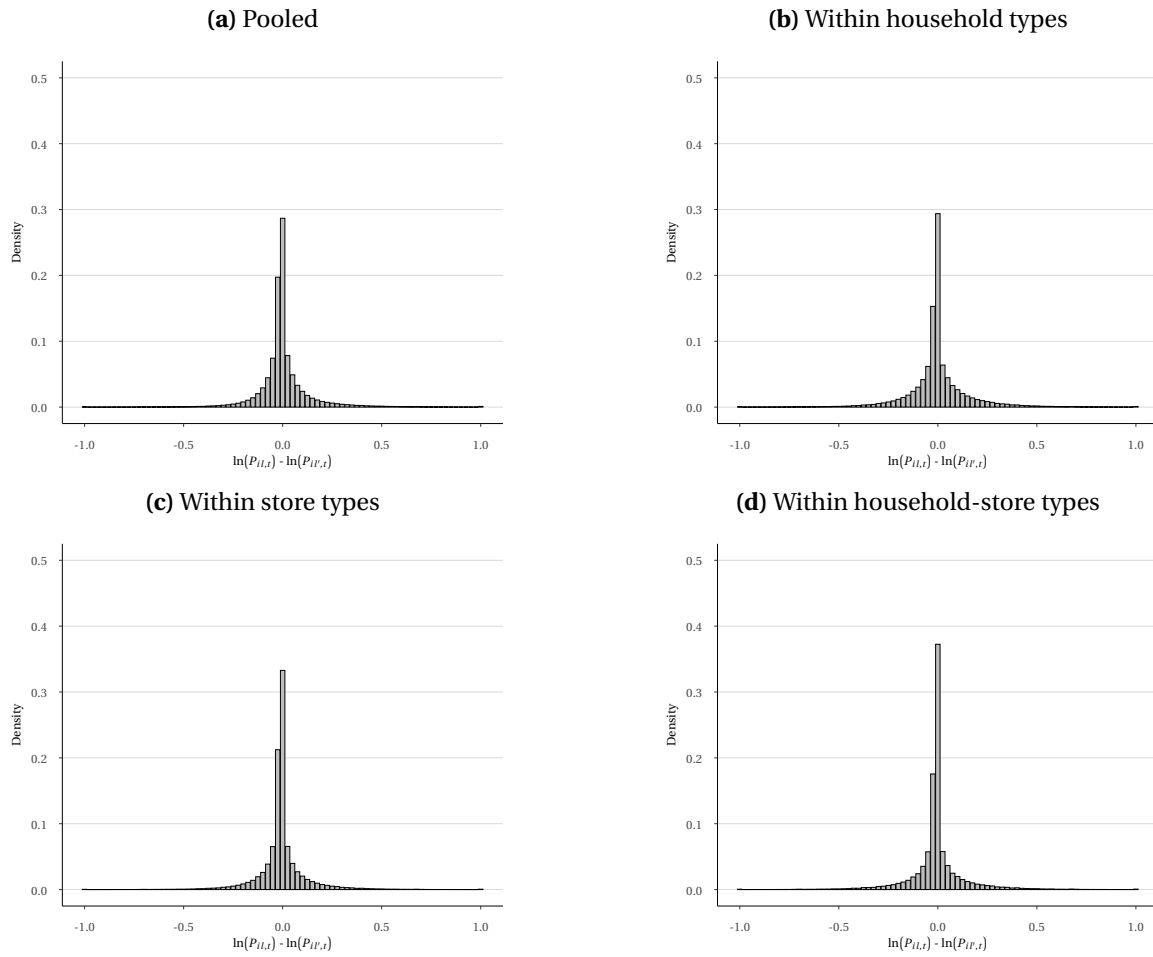 (a) Pooled
0.5
0.4
0.3
0.2
0.1
0.0
Density
-1.0 -0.5 0.0 0.5 1.0
ln(P_{il,t}) - ln(P_{il',t})
(b) Within household types
0.5
0.4
0.3
0.2
0.1
0.0
Density
-1.0 -0.5 0.0 0.5 1.0
ln(P_{il,t}) - ln(P_{il',t})
(c) Within store types
0.5
0.4
0.3
0.2
0.1
0.0
Density
-1.0 -0.5 0.0 0.5 1.0
ln(P_{il,t}) - ln(P_{il',t})
(d) Within household-store types
0.5
0.4
0.3
0.2
0.1
0.0
Density
-1.0 -0.5 0.0 0.5 1.0
ln(P_{il,t}) - ln(P_{il',t})